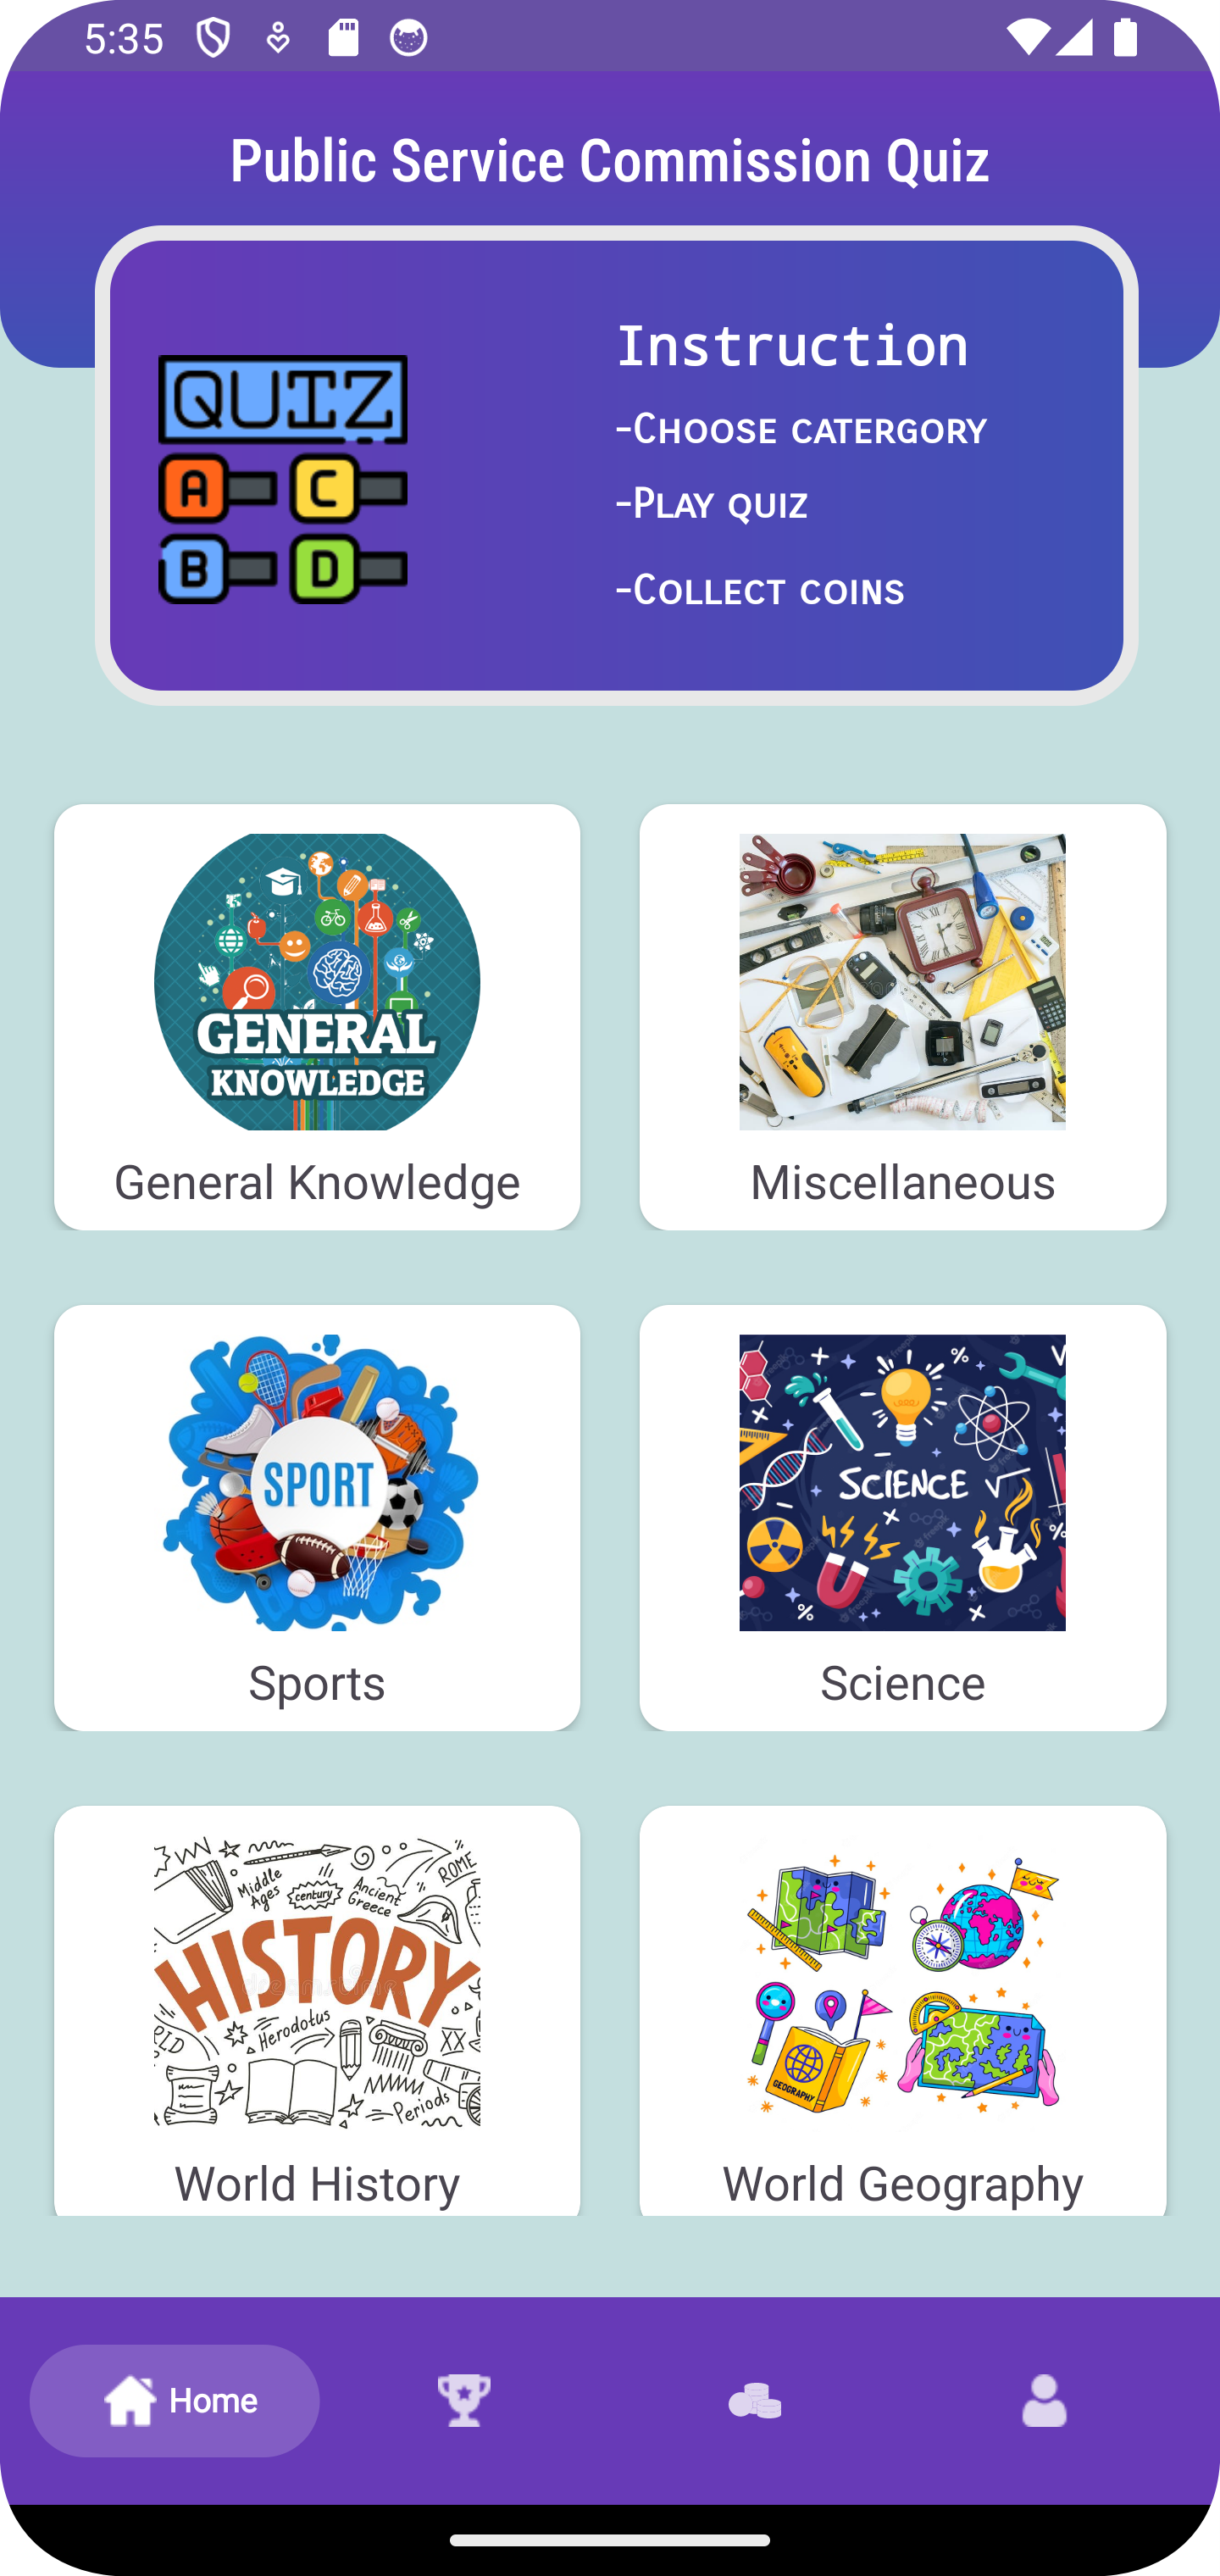 5:35
Public Service Commission Quiz
QUIZ
A C
B D
Instruction
-Choose catergory
-Play quiz
-Collect coins
GENERAL
KNOWLEDGE
General Knowledge
Miscellaneous
SPORT
Sports
SCIENCE
Science
Middle
Ages
century
Ancient
Greece
ROME
HISTORY
Herodotus
XX
Periods
World History
GEOGRAPHY
World Geography
Home